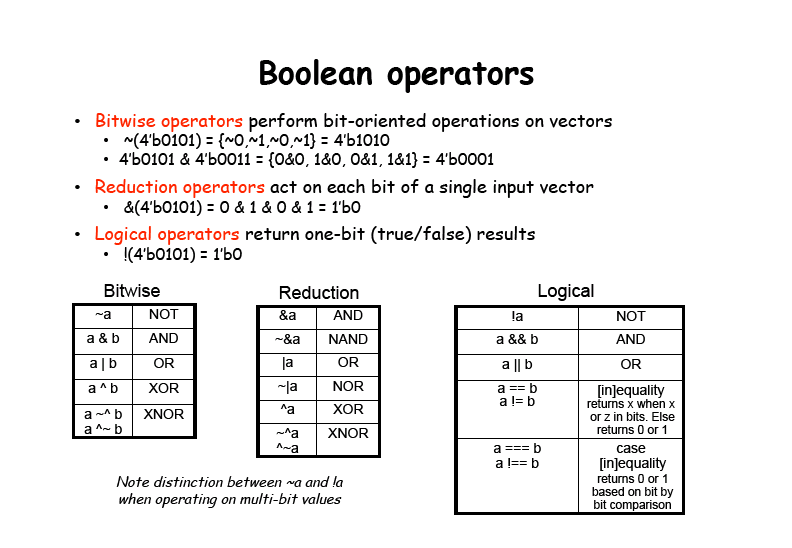 Boolean operators
• Bitwise operators perform bit-oriented operations on vectors
• ~(4'b0101) = {~0,~1,~0,~1} = 4'b1010
• 4'b0101 & 4'b0011 = {0&0, 1&0, 0&1, 1&1} = 4'b0001
• Reduction operators act on each bit of a single input vector
• &(4'b0101) = 0 & 1 & 0 & 1 = 1'b0
• Logical operators return one-bit (true/false) results
• !(4'b0101) = 1'b0
Bitwise
~a NOT
a & b AND
a | b OR
a ^ b XOR
a ~^ b XNOR
a ^~ b
Note distinction between ~a and !a
when operating on multi-bit values
Reduction
&a AND
~&a NAND
|a OR
~|a NOR
^a XOR
~^a XNOR
^~a
Logical
!a NOT
a && b AND
a || b OR
a == b [in]equality
a != b returns x when x
or z in bits. Else
returns 0 or 1
a === b case
a !== b [in]equality
returns 0 or 1
based on bit by
bit comparison